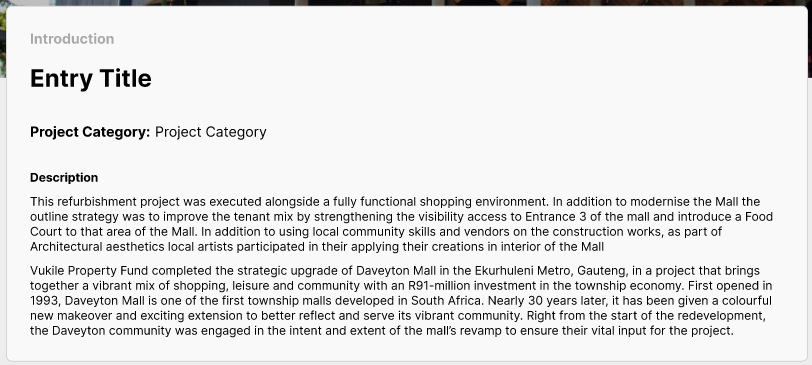 Introduction
Entry Title
Project Category: Project Category
Description
This refurbishment project was executed alongside a fully functional shopping environment. In addition to modernise the Mall the
outline strategy was to improve the tenant mix by strengthening the visibility access to Entrance 3 of the mall and introduce a Food
Court to that area of the Mall. In addition to using local community skills and vendors on the construction works, as part of
Architectural aesthetics local artists participated in their applying their creations in interior of the Mall
Vukile Property Fund completed the strategic upgrade of Daveyton Mall in the Ekurhuleni Metro, Gauteng, in a project that brings
together a vibrant mix of shopping, leisure and community with an R91-million investment in the township economy. First opened in
1993, Daveyton Mall is one of the first township malls developed in South Africa. Nearly 30 years later, it has been given a colourful
new makeover and exciting extension to better reflect and serve its vibrant community. Right from the start of the redevelopment,
the Daveyton community was engaged in the intent and extent of the mall’s revamp to ensure their vital input for the project.